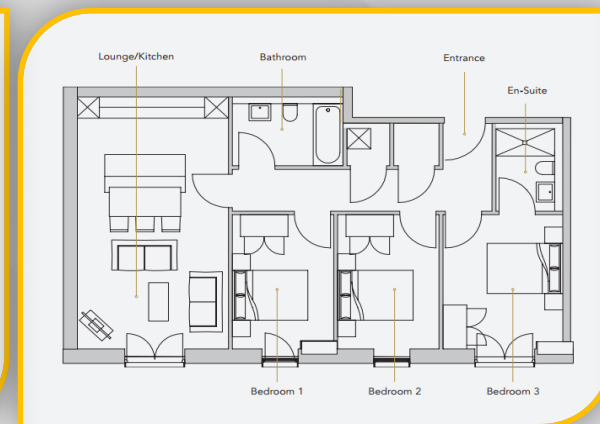 Lounge/Kitchen
Bathroom
Entrance
En-Suite
Bedroom 1
Bedroom 2
Bedroom 3